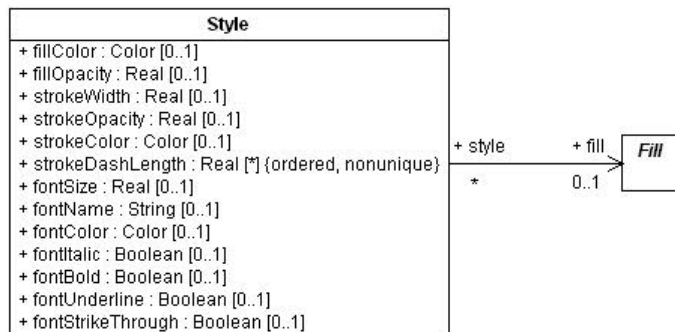 Style
+ fillColor : Color [0..1]
+ fillOpacity : Real [0..1]
+ strokeWidth : Real [0..1]
+ strokeOpacity : Real [0..1]
+ strokeColor : Color [0..1]
+ strokeDashLength : Real [*] {ordered, nonunique}
+ fontSize : Real [0..1]
+ fontName : String [0..1]
+ fontColor : Color [0..1]
+ fontItalic : Boolean [0..1]
+ fontBold : Boolean [0..1]
+ fontUnderline : Boolean [0..1]
+ fontStrikeThrough : Boolean [0..1]
+ style + fill
* 0..1
Fill